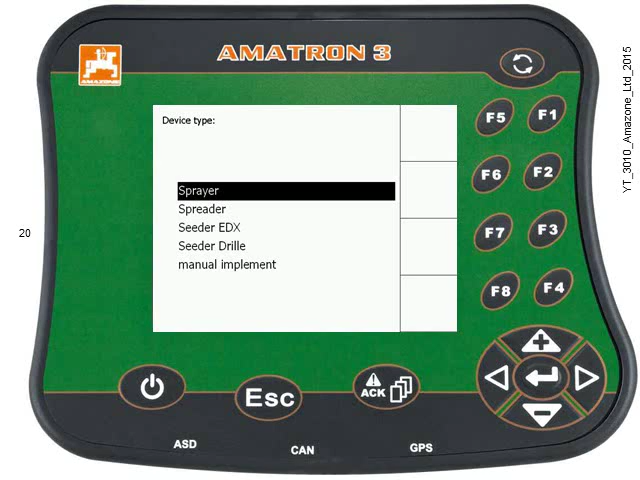 AMATRON 3
AMAZONE
Device type:
Sprayer
Spreader
Seeder EDX
Seeder Drille
manual implement
F5 F1
F6 F2
F7 F3
F8 F4
Esc
ACK
ASD
CAN
GPS
20
YT_3010_Amazone_Ltd_2015